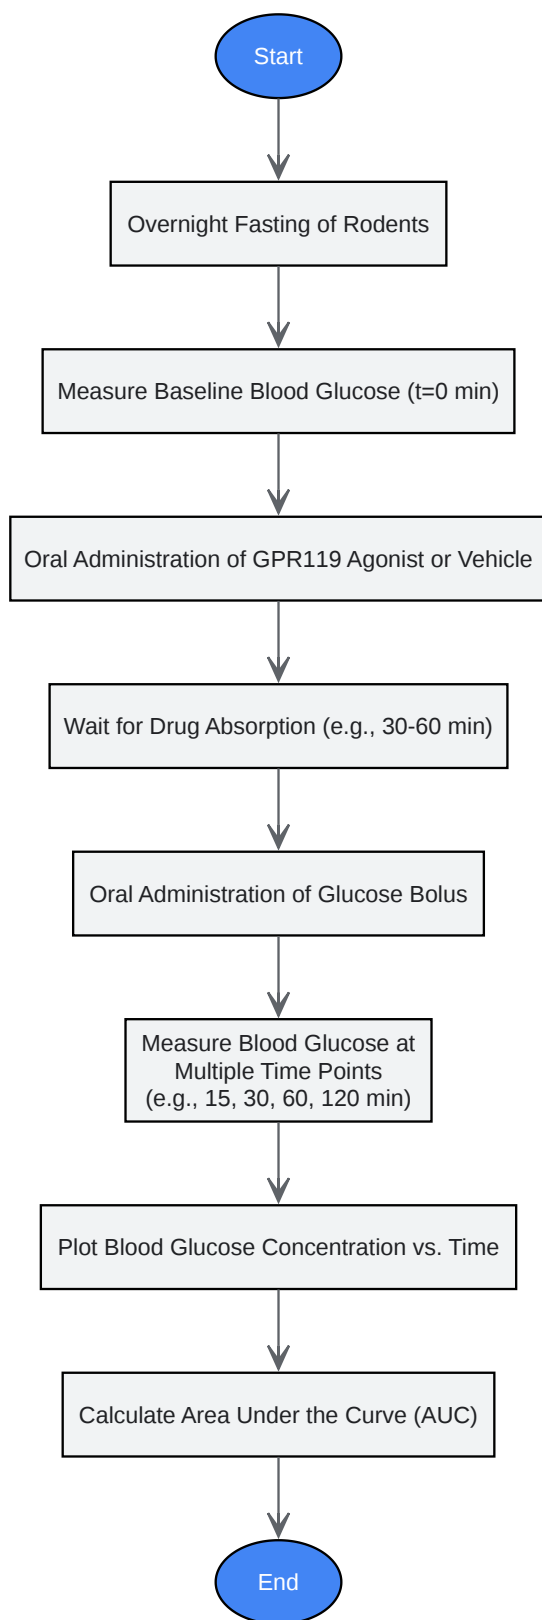 Start
Overnight Fasting of Rodents
Measure Baseline Blood Glucose (t=0 min)
Oral Administration of GPR119 Agonist or Vehicle
Wait for Drug Absorption (e.g., 30-60 min)
Oral Administration of Glucose Bolus
Measure Blood Glucose at
Multiple Time Points
(e.g., 15, 30, 60, 120 min)
Plot Blood Glucose Concentration vs. Time
Calculate Area Under the Curve (AUC)
End